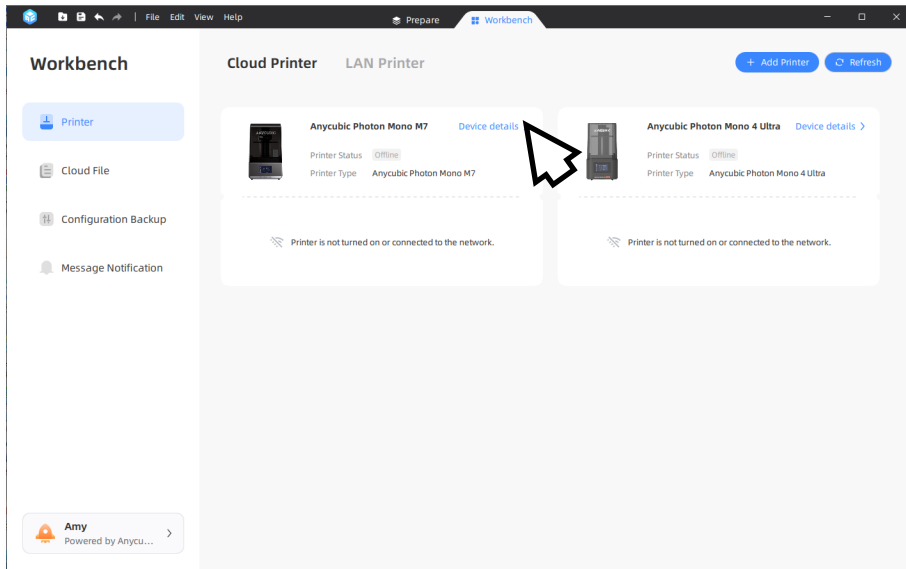 File Edit View Help
Prepare
Workbench
Workbench
Cloud Printer LAN Printer
+ Add Printer
Refresh
Printer
Cloud File
Configuration Backup
Message Notification
Anycubic Photon Mono M7 Device details
Printer Status Offline
Printer Type Anycubic Photon Mono M7
Printer is not turned on or connected to the network.
Anycubic Photon Mono 4 Ultra Device details >
Printer Status Offline
Printer Type Anycubic Photon Mono 4 Ultra
Printer is not turned on or connected to the network.
Amy
Powered by Anycu...